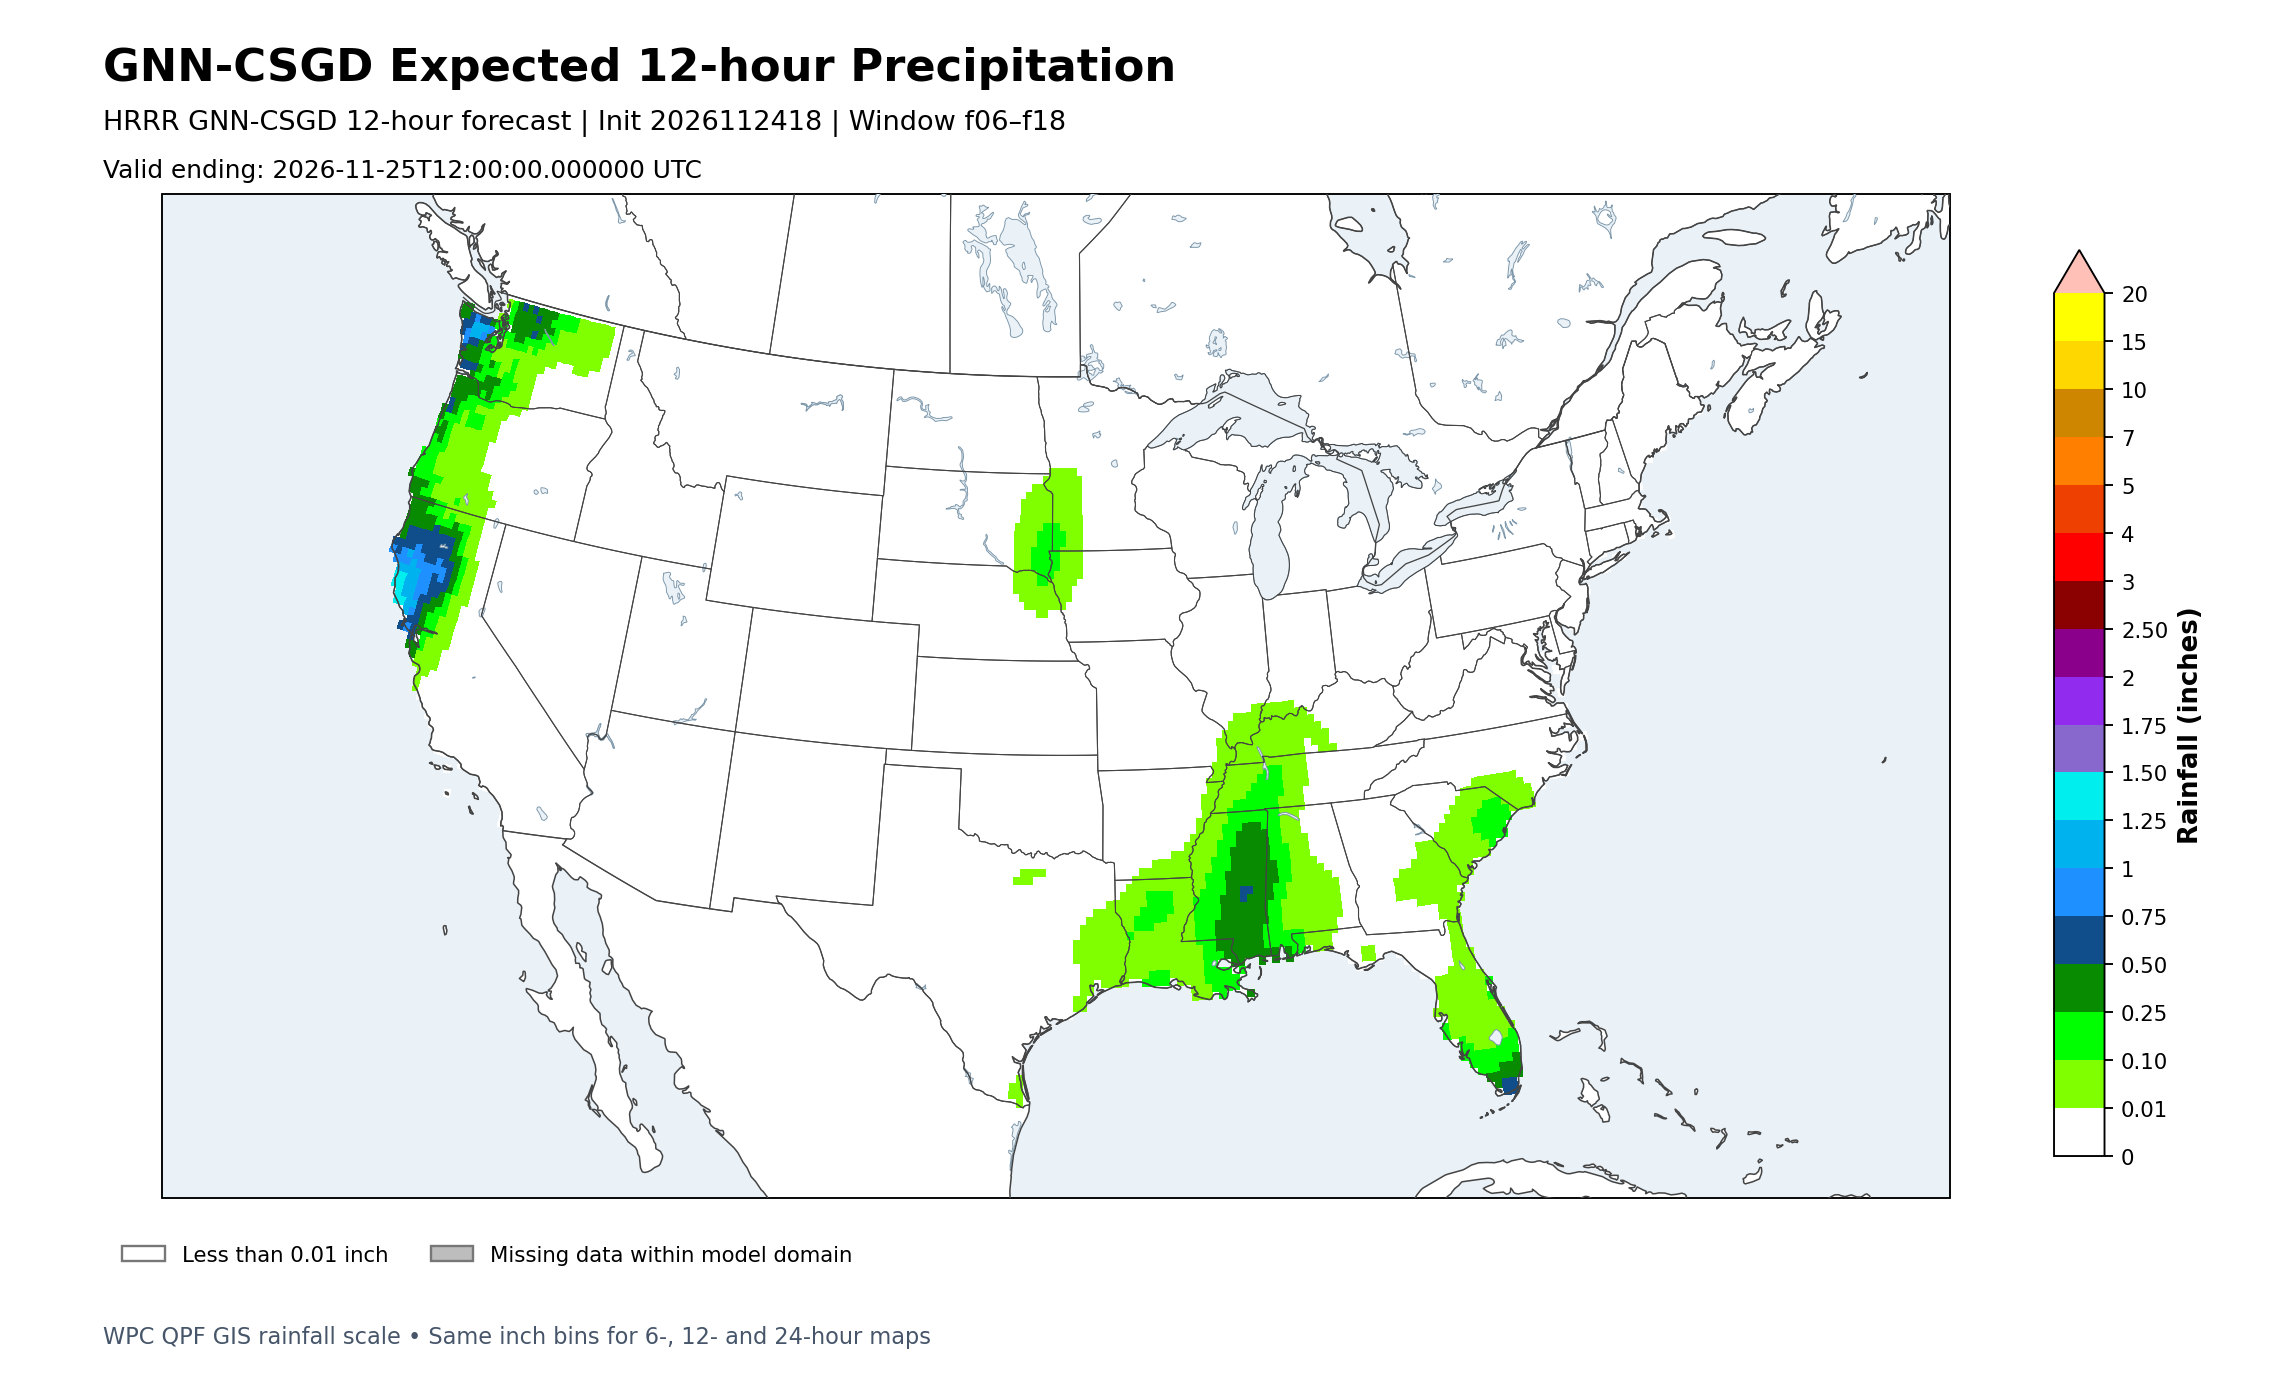 GNN-CSGD Expected 12-hour Precipitation
HRRR GNN-CSGD 12-hour forecast | Init 2026112418 | Window f06–f18
Valid ending: 2026-11-25T12:00:00.000000 UTC
20
15
10
7
5
4
3
2.50
2
1.75
1.50
1.25
1
0.75
0.50
0.25
0.10
0.01
0
Rainfall (inches)
Less than 0.01 inch
Missing data within model domain
WPC QPF GIS rainfall scale • Same inch bins for 6-, 12- and 24-hour maps